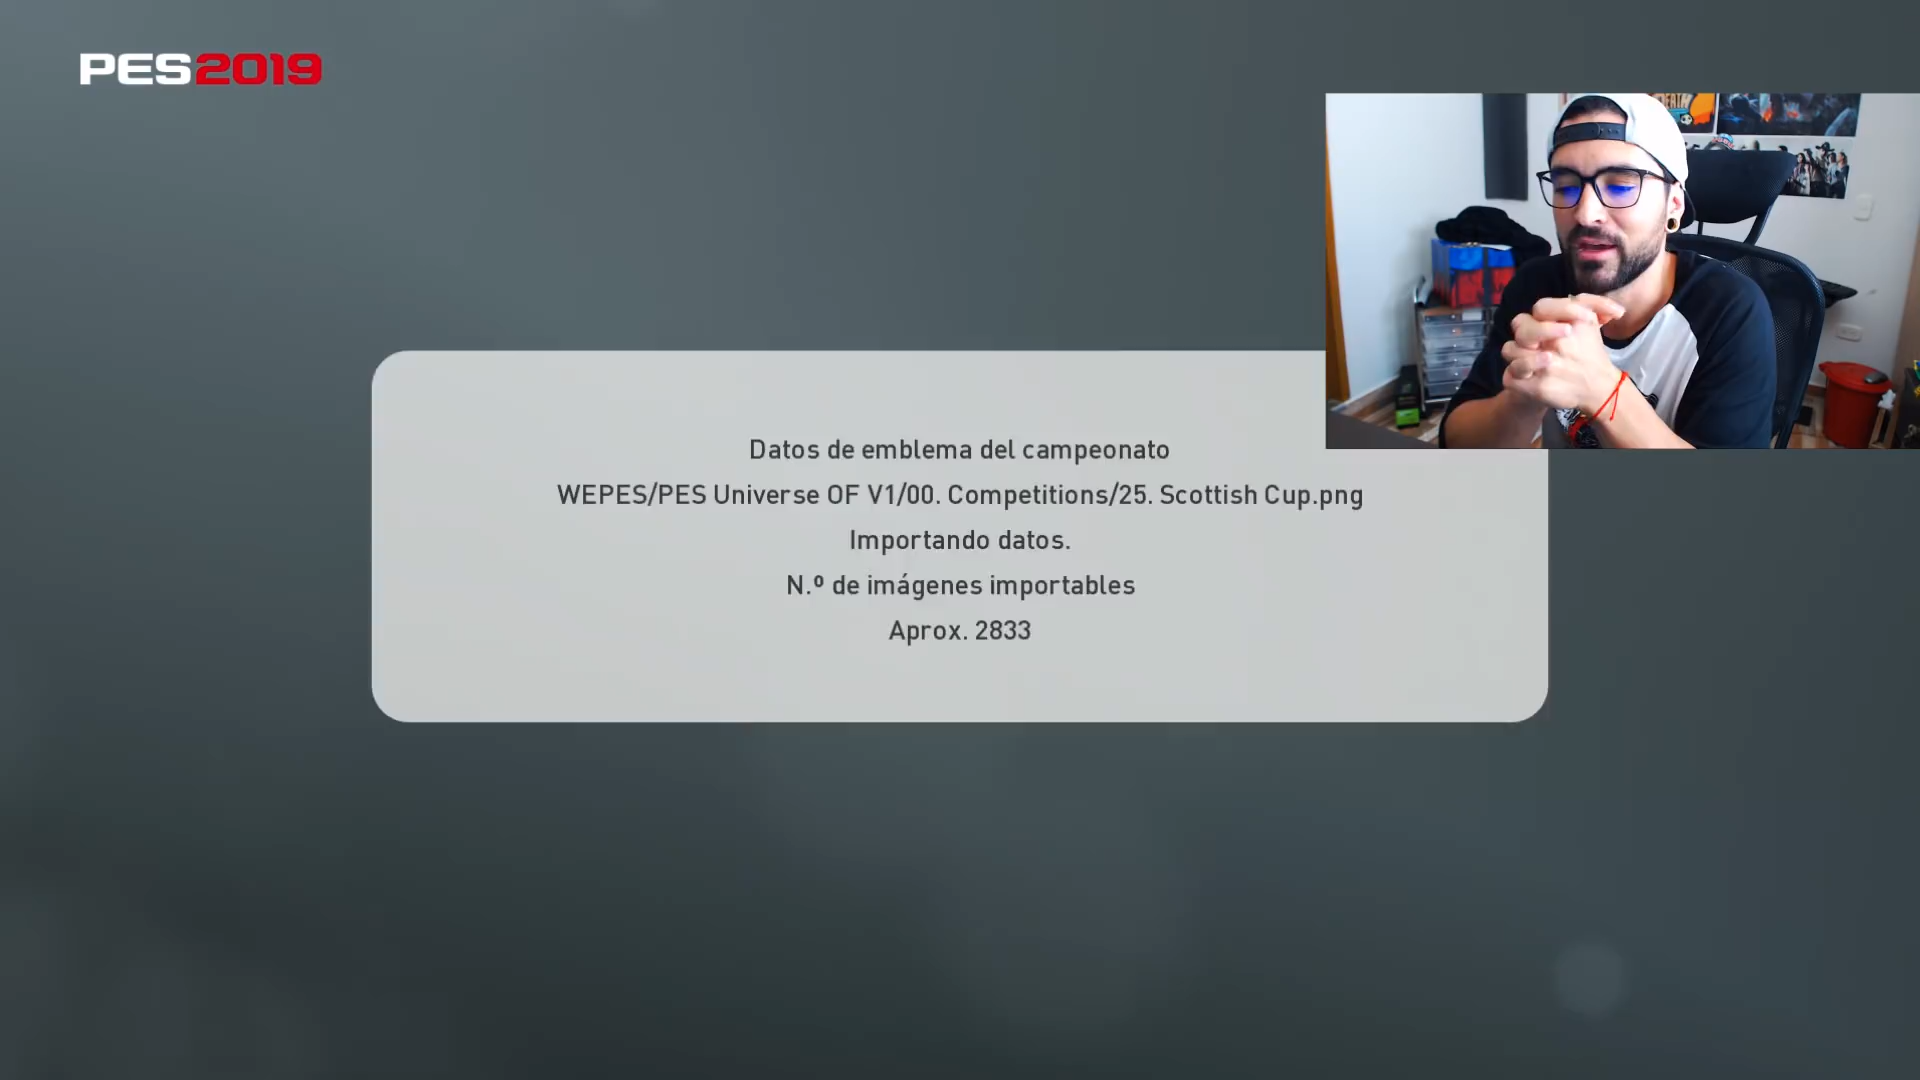 PES2019
DEATH
Datos de emblema del campeonato
WEPES/PES Universe OF V1/00. Competitions/25. Scottish Cup.png
Importando datos.
N.º de imágenes importables
Aprox. 2833